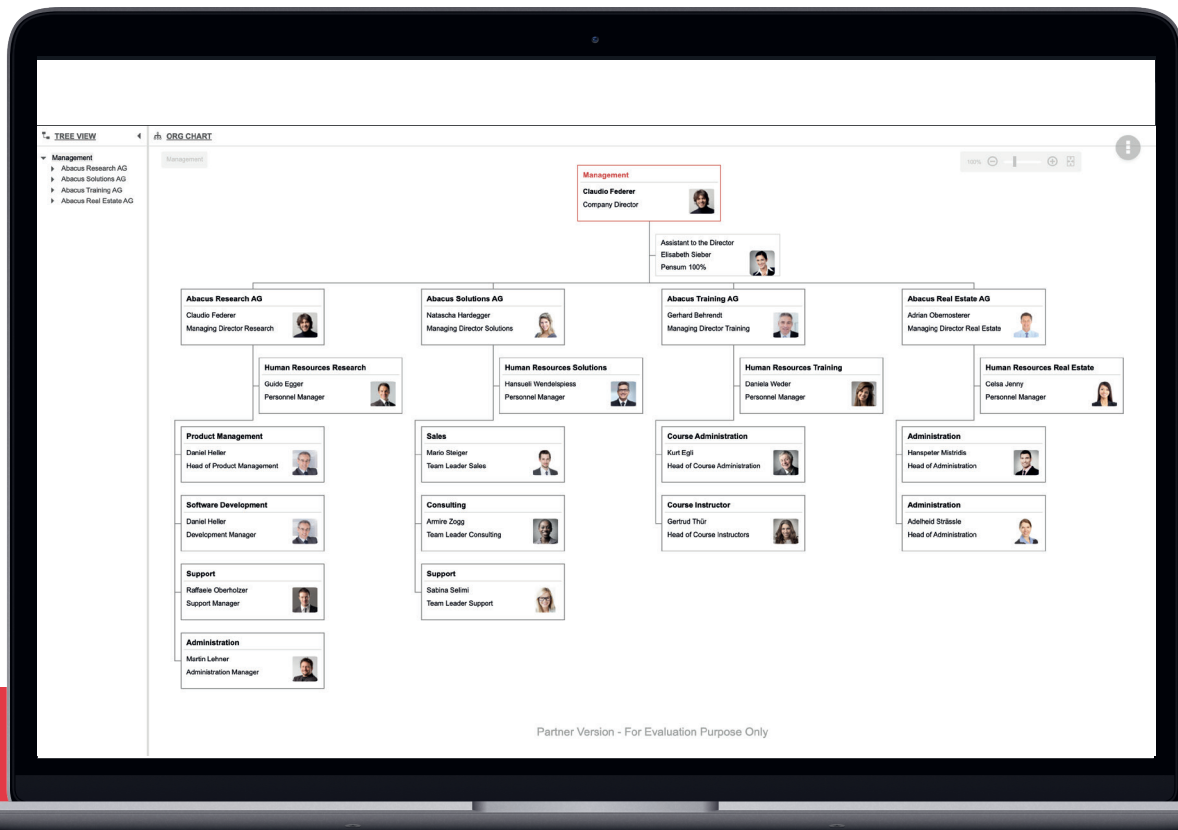 TREE VIEW
ORG CHART
Management
Abacus Research AG
Abacus Solutions AG
Abacus Training AG
Abacus Real Estate AG
Management
100%
Management
Claudio Federer
Company Director
Assistant to the Director
Elisabeth Sieber
Pensum 100%
Abacus Research AG
Claudio Federer
Managing Director Research
Abacus Solutions AG
Natascha Hardegger
Managing Director Solutions
Abacus Training AG
Gerhard Behrendt
Managing Director Training
Abacus Real Estate AG
Adrian Obernosterer
Managing Director Real Estate
Human Resources Research
Guido Egger
Personnel Manager
Human Resources Solutions
Hansueli Wendelspiess
Personnel Manager
Human Resources Training
Daniela Weder
Personnel Manager
Human Resources Real Estate
Celsa Jenny
Personnel Manager
Product Management
Daniel Heller
Head of Product Management
Sales
Mario Steiger
Team Leader Sales
Course Administration
Kurt Egli
Head of Course Administration
Administration
Hanspeter Mistridis
Head of Administration
Software Development
Daniel Heller
Development Manager
Consulting
Armire Zogg
Team Leader Consulting
Course Instructor
Gertrud Thür
Head of Course Instructors
Administration
Adelheid Strässle
Head of Administration
Support
Raffaele Oberholzer
Support Manager
Support
Sabina Selimi
Team Leader Support
Administration
Martin Lehner
Administration Manager
Partner Version - For Evaluation Purpose Only